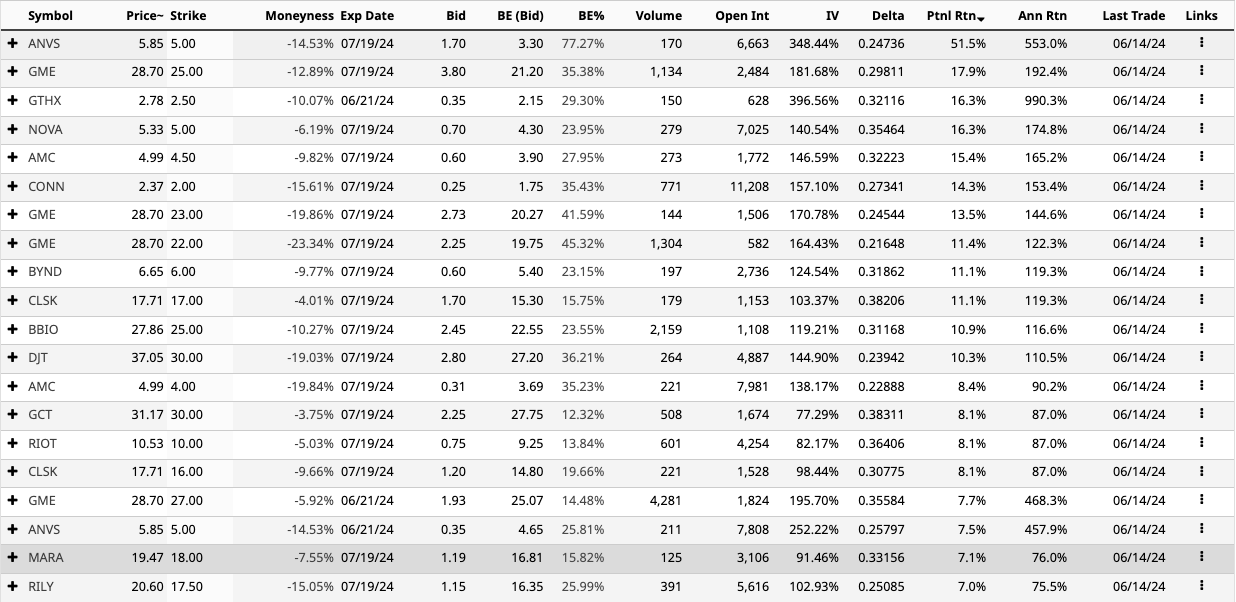 Symbol Price~ Strike Moneyness Exp Date Bid BE (Bid) BE% Volume Open Int IV Delta Ptnl Rtn Ann Rtn Last Trade Links
ANVS 5.85 5.00 -14.53% 07/19/24 1.70 3.30 77.27% 170 6,663 348.44% 0.24736 51.5% 553.0% 06/14/24
GME 28.70 25.00 -12.89% 07/19/24 3.80 21.20 35.38% 1,134 2,484 181.68% 0.29811 17.9% 192.4% 06/14/24
GTHX 2.78 2.50 -10.07% 06/21/24 0.35 2.15 29.30% 150 628 396.56% 0.32116 16.3% 990.3% 06/14/24
NOVA 5.33 5.00 -6.19% 07/19/24 0.70 4.30 23.95% 279 7,025 140.54% 0.35464 16.3% 174.8% 06/14/24
AMC 4.99 4.50 -9.82% 07/19/24 0.60 3.90 27.95% 273 1,772 146.59% 0.32223 15.4% 165.2% 06/14/24
CONN 2.37 2.00 -15.61% 07/19/24 0.25 1.75 35.43% 771 11,208 157.10% 0.27341 14.3% 153.4% 06/14/24
GME 28.70 23.00 -19.86% 07/19/24 2.73 20.27 41.59% 144 1,506 170.78% 0.24544 13.5% 144.6% 06/14/24
GME 28.70 22.00 -23.34% 07/19/24 2.25 19.75 45.32% 1,304 582 164.43% 0.21648 11.4% 122.3% 06/14/24
BYND 6.65 6.00 -9.77% 07/19/24 0.60 5.40 23.15% 197 2,736 124.54% 0.31862 11.1% 119.3% 06/14/24
CLSK 17.71 17.00 -4.01% 07/19/24 1.70 15.30 15.75% 179 1,153 103.37% 0.38206 11.1% 119.3% 06/14/24
BBIO 27.86 25.00 -10.27% 07/19/24 2.45 22.55 23.55% 2,159 1,108 119.21% 0.31168 10.9% 116.6% 06/14/24
DJT 37.05 30.00 -19.03% 07/19/24 2.80 27.20 36.21% 264 4,887 144.90% 0.23942 10.3% 110.5% 06/14/24
AMC 4.99 4.00 -19.84% 07/19/24 0.31 3.69 35.23% 221 7,981 138.17% 0.22888 8.4% 90.2% 06/14/24
GCT 31.17 30.00 -3.75% 07/19/24 2.25 27.75 12.32% 508 1,674 77.29% 0.38311 8.1% 87.0% 06/14/24
RIOT 10.53 10.00 -5.03% 07/19/24 0.75 9.25 13.84% 601 4,254 82.17% 0.36406 8.1% 87.0% 06/14/24
CLSK 17.71 16.00 -9.66% 07/19/24 1.20 14.80 19.66% 221 1,528 98.44% 0.30775 8.1% 87.0% 06/14/24
GME 28.70 27.00 -5.92% 06/21/24 1.93 25.07 14.48% 4,281 1,824 195.70% 0.35584 7.7% 468.3% 06/14/24
ANVS 5.85 5.00 -14.53% 06/21/24 0.35 4.65 25.81% 211 7,808 252.22% 0.25797 7.5% 457.9% 06/14/24
MARA 19.47 18.00 -7.55% 07/19/24 1.19 16.81 15.82% 125 3,106 91.46% 0.33156 7.1% 76.0% 06/14/24
RILY 20.60 17.50 -15.05% 07/19/24 1.15 16.35 25.99% 391 5,616 102.93% 0.25085 7.0% 75.5% 06/14/24